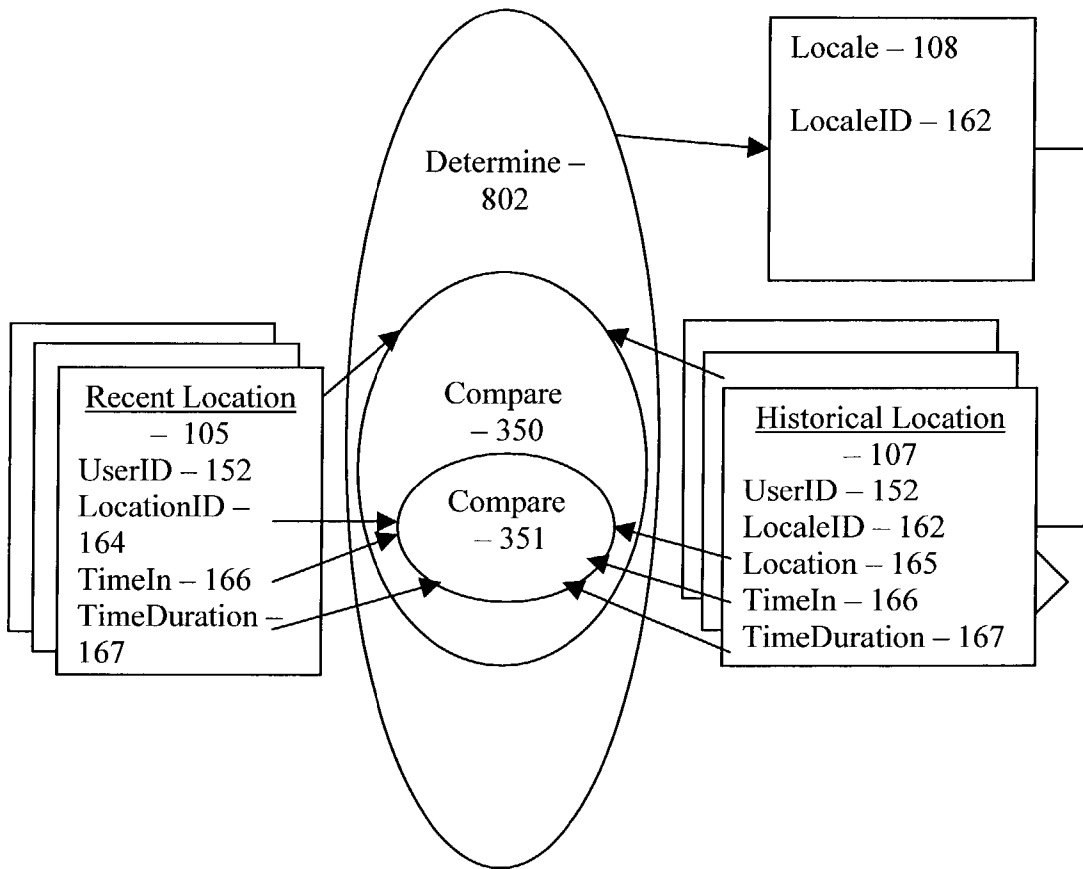 Locale – 108
LocaleID – 162
Determine –
802
Recent Location
– 105
UserID – 152
LocationID –
164
TimeIn – 166
TimeDuration –
167
Compare
– 350
Compare
– 351
Historical Location
– 107
UserID – 152
LocaleID – 162
Location – 165
TimeIn – 166
TimeDuration – 167